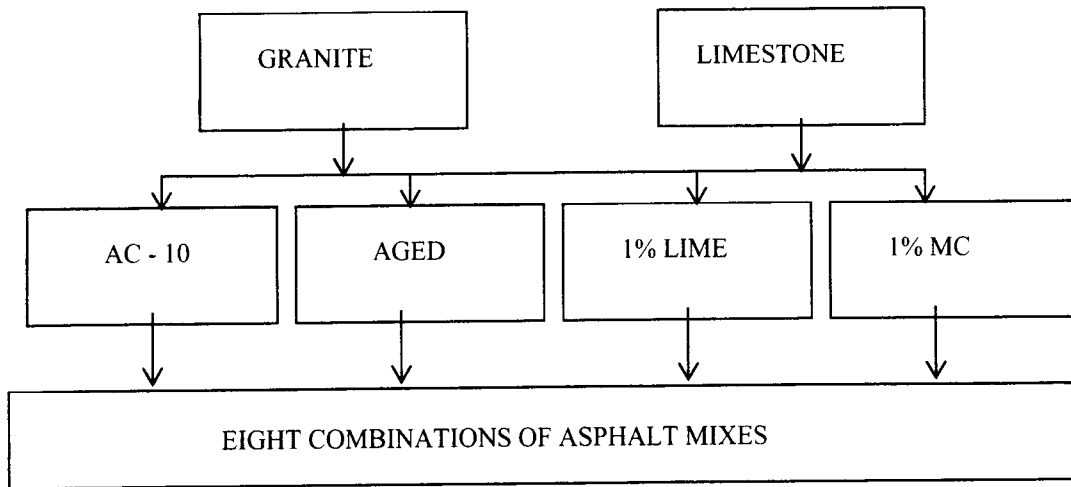 GRANITE
LIMESTONE
AC - 10
AGED
1% LIME
1% MC
EIGHT COMBINATIONS OF ASPHALT MIXES